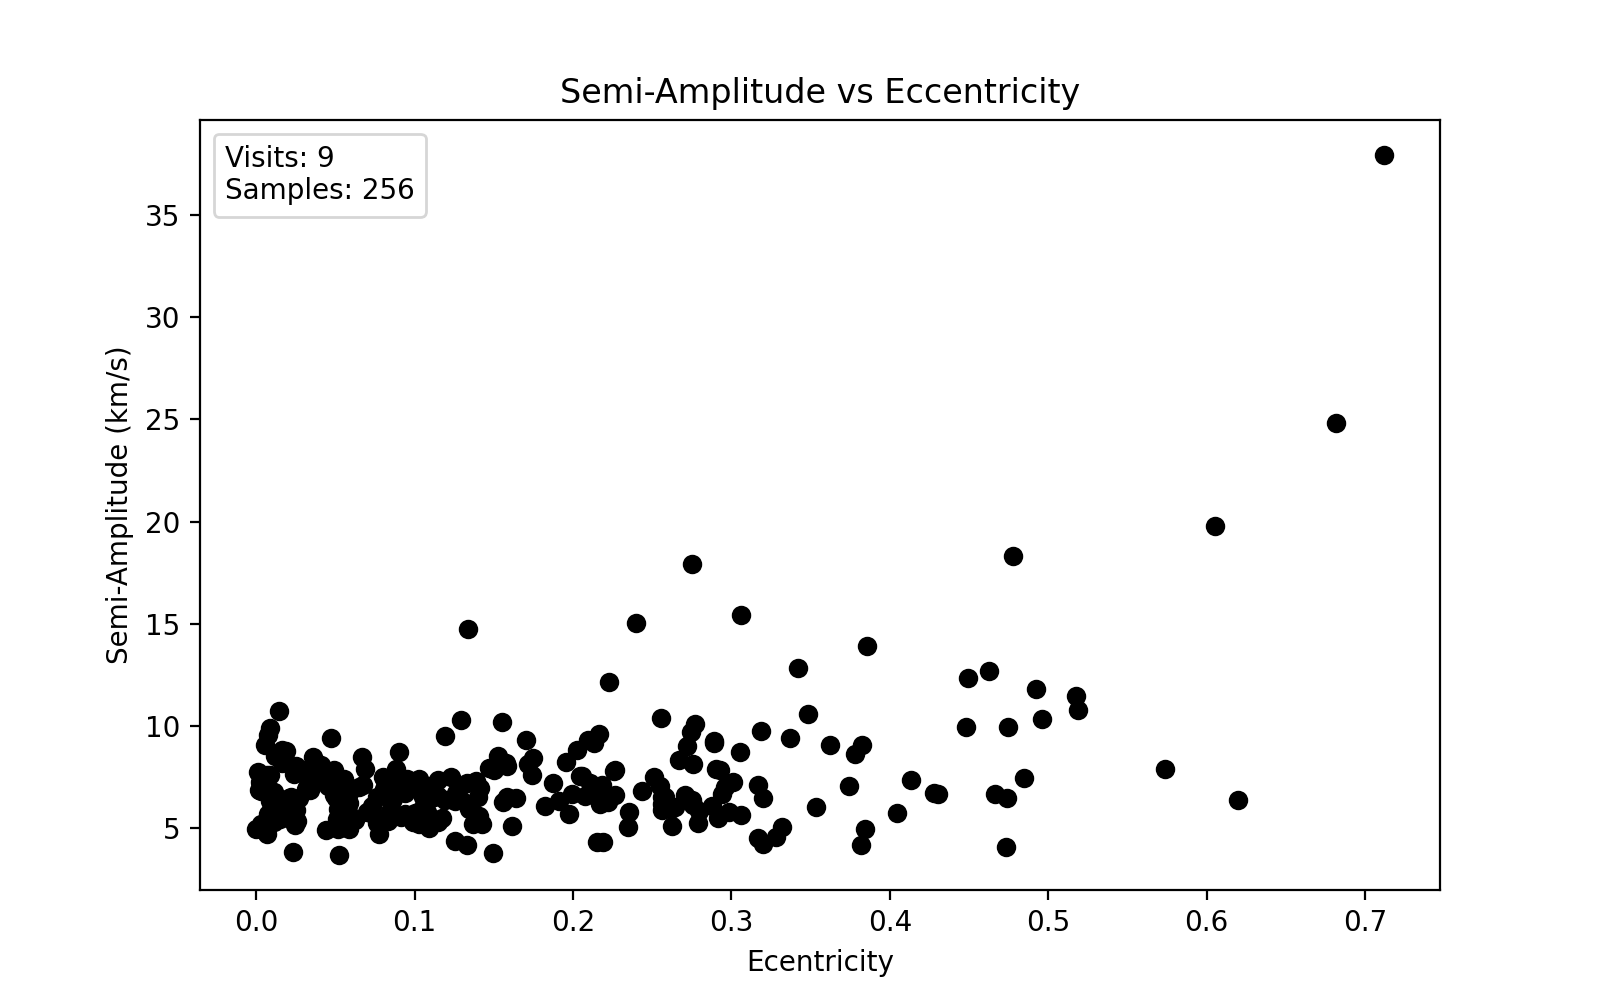 Semi-Amplitude vs Eccentricity
Visits: 9
Samples: 256
Semi-Amplitude (km/s)
35
30
25
20
15
10
5
0.0 0.1 0.2 0.3 0.4 0.5 0.6 0.7
Ecentricity